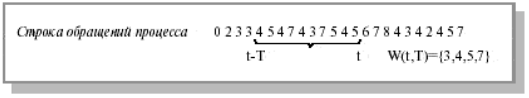 Строка обращений процесса 0 2 3 3 4 5 4 7 4 3 7 5 4 5 6 7 8 4 3 4 2 4 5 7
t-T t W(t,T)={3,4,5,7}